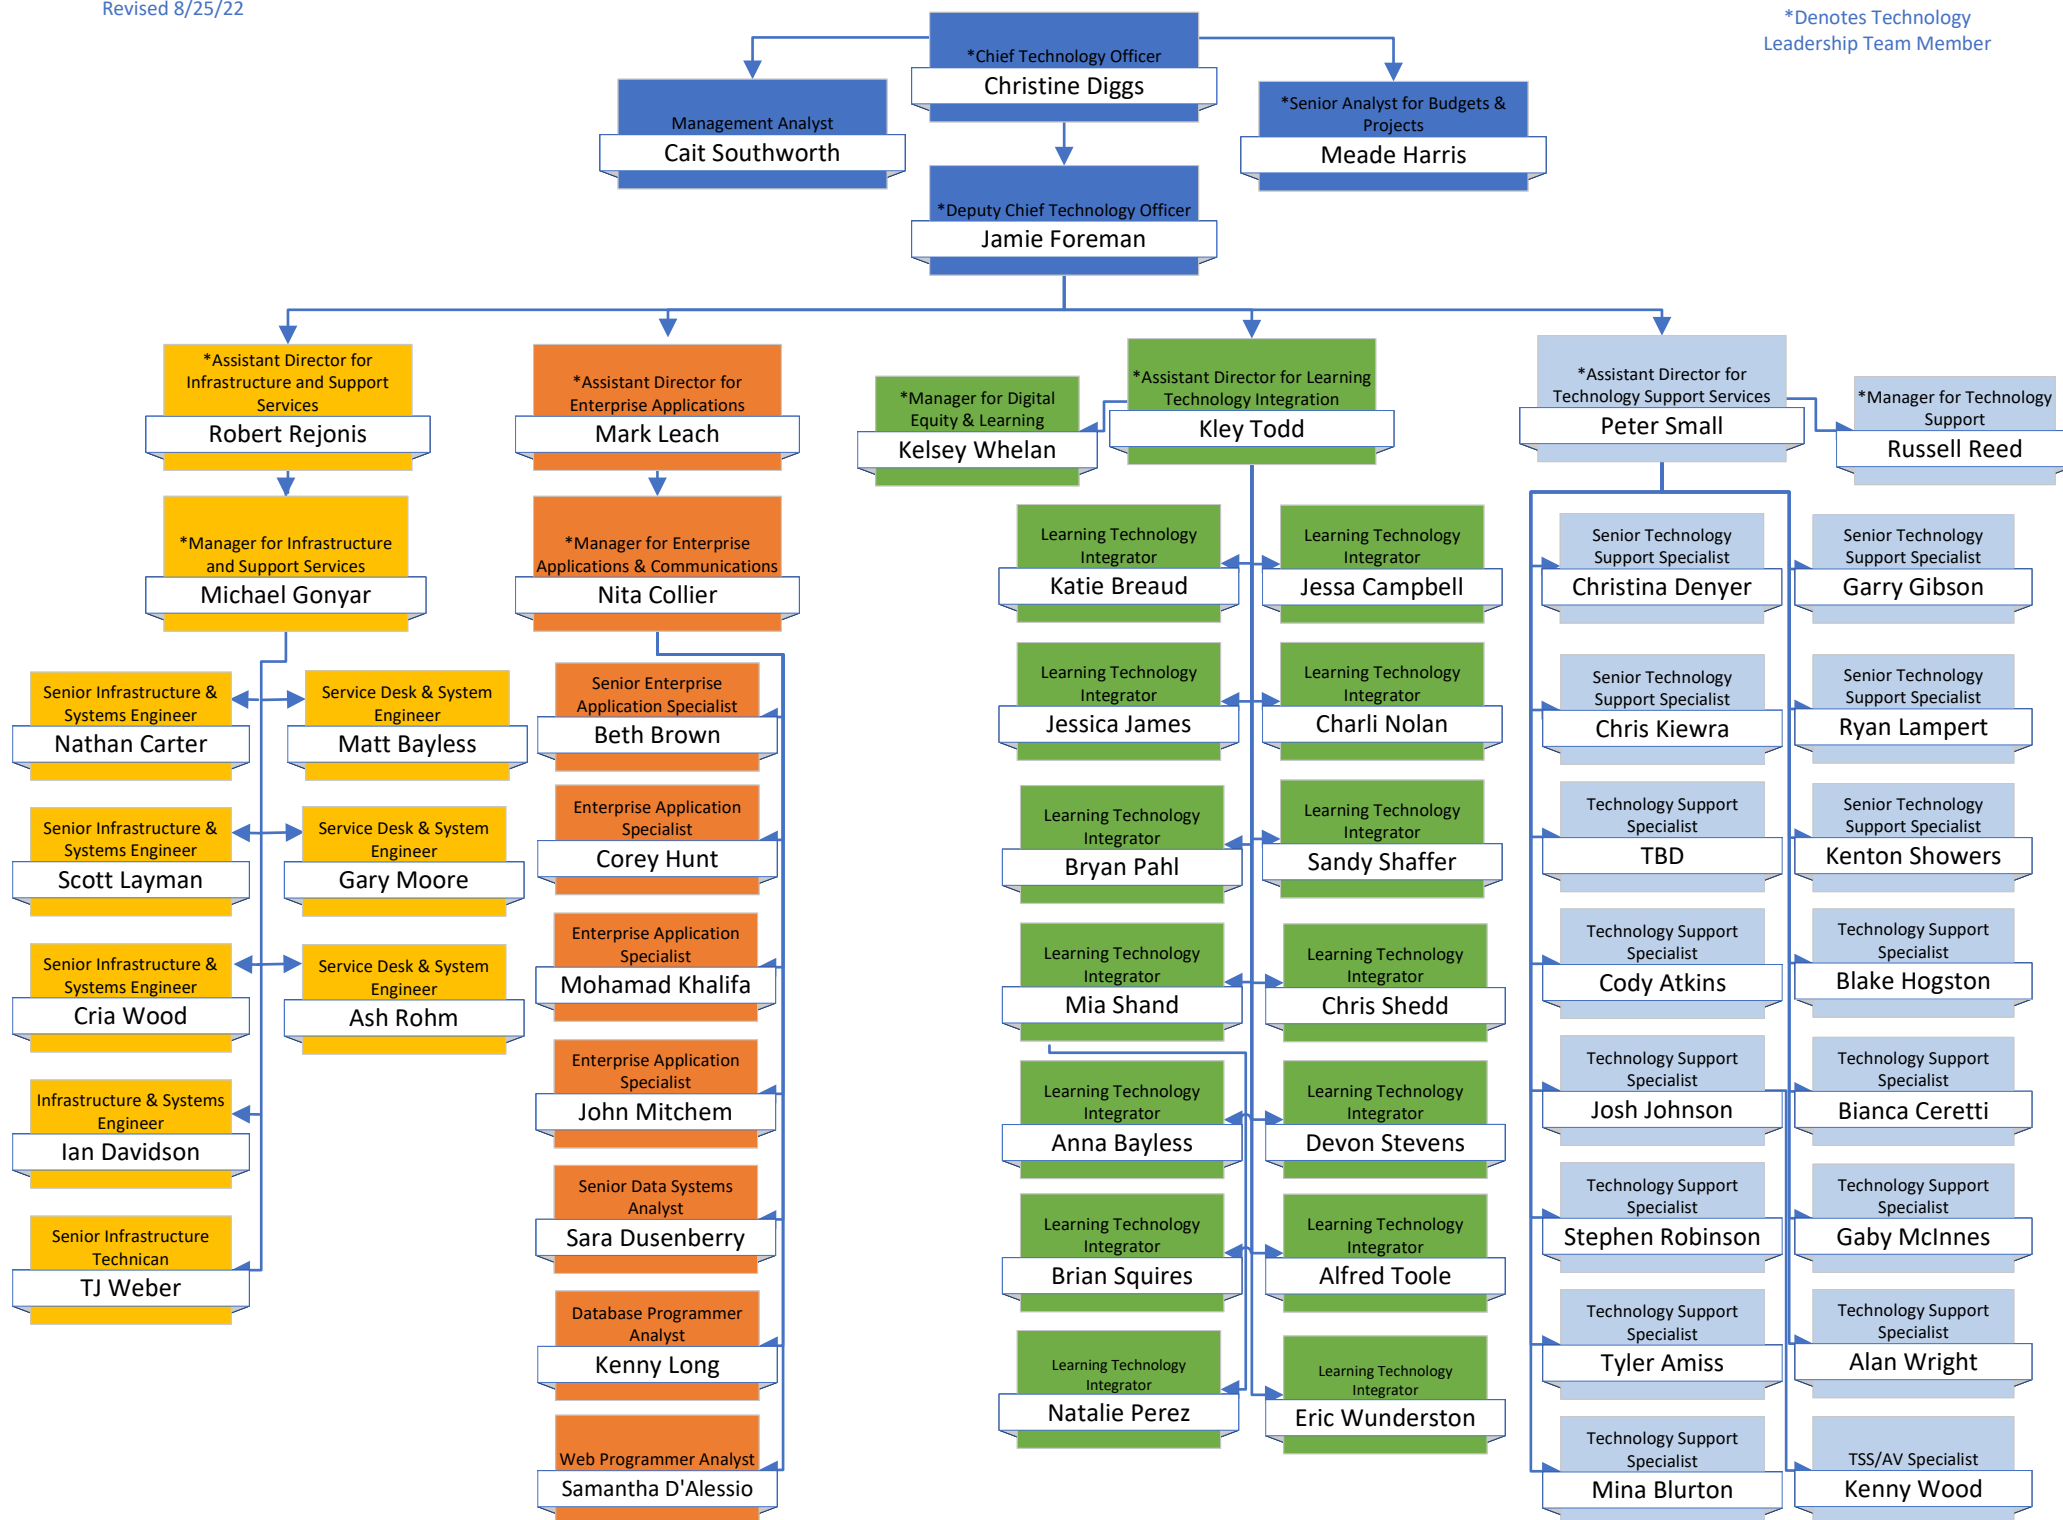 Revised 8/25/22
*Denotes Technology
Leadership Team Member
*Chief Technology Officer
Christine Diggs
Management Analyst
Cait Southworth
*Senior Analyst for Budgets &
Projects
Meade Harris
*Deputy Chief Technology Officer
Jamie Foreman
*Assistant Director for
Infrastructure and Support
Services
Robert Rejonis
*Assistant Director for
Enterprise Applications
Mark Leach
*Manager for Digital
Equity & Learning
Kelsey Whelan
*Assistant Director for Learning
Technology Integration
Kley Todd
*Assistant Director for
Technology Support Services
Peter Small
*Manager for Technology
Support
Russell Reed
*Manager for Infrastructure
and Support Services
Michael Gonyar
*Manager for Enterprise
Applications & Communications
Nita Collier
Senior Infrastructure &
Systems Engineer
Nathan Carter
Service Desk & System
Engineer
Matt Bayless
Senior Infrastructure &
Systems Engineer
Scott Layman
Service Desk & System
Engineer
Gary Moore
Senior Infrastructure &
Systems Engineer
Cria Wood
Service Desk & System
Engineer
Ash Rohm
Infrastructure & Systems
Engineer
Ian Davidson
Senior Infrastructure
Technican
TJ Weber
Senior Enterprise
Application Specialist
Beth Brown
Enterprise Application
Specialist
Corey Hunt
Enterprise Application
Specialist
Mohamad Khalifa
Enterprise Application
Specialist
John Mitchem
Senior Data Systems
Analyst
Sara Dusenberry
Database Programmer
Analyst
Kenny Long
Web Programmer Analyst
Samantha D'Alessio
Learning Technology
Integrator
Katie Breaud
Learning Technology
Integrator
Jessa Campbell
Learning Technology
Integrator
Jessica James
Learning Technology
Integrator
Charli Nolan
Learning Technology
Integrator
Bryan Pahl
Learning Technology
Integrator
Sandy Shaffer
Learning Technology
Integrator
Mia Shand
Learning Technology
Integrator
Chris Shedd
Learning Technology
Integrator
Anna Bayless
Learning Technology
Integrator
Devon Stevens
Learning Technology
Integrator
Brian Squires
Learning Technology
Integrator
Alfred Toole
Learning Technology
Integrator
Natalie Perez
Learning Technology
Integrator
Eric Wunderston
Senior Technology
Support Specialist
Christina Denyer
Senior Technology
Support Specialist
Garry Gibson
Senior Technology
Support Specialist
Chris Kiewra
Senior Technology
Support Specialist
Ryan Lampert
Technology Support
Specialist
TBD
Senior Technology
Support Specialist
Kenton Showers
Technology Support
Specialist
Cody Atkins
Technology Support
Specialist
Blake Hogston
Technology Support
Specialist
Josh Johnson
Technology Support
Specialist
Bianca Ceretti
Technology Support
Specialist
Stephen Robinson
Technology Support
Specialist
Gaby McInnes
Technology Support
Specialist
Tyler Amiss
Technology Support
Specialist
Alan Wright
Technology Support
Specialist
Mina Blurton
TSS/AV Specialist
Kenny Wood